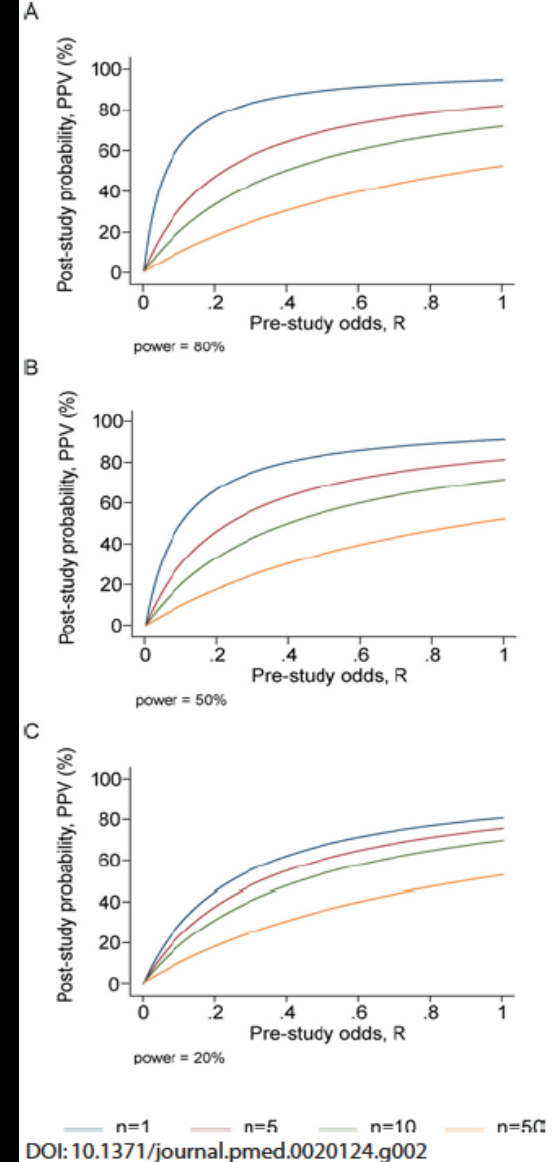 A
Post-study probability, PPV (%)
100
80
60
40
20
0
0 .2 .4 .6 .8 1
Pre-study odds, R
power = 80%
B
Post-study probability, PPV (%)
100
80
60
40
20
0
0 .2 .4 .6 .8 1
Pre-study odds, R
power = 50%
C
Post-study probability, PPV (%)
100
80
60
40
20
0
0 .2 .4 .6 .8 1
Pre-study odds, R
power = 20%
n=1 n=5 n=10 n=50
DOI: 10.1371/journal.pmed.0020124.g002